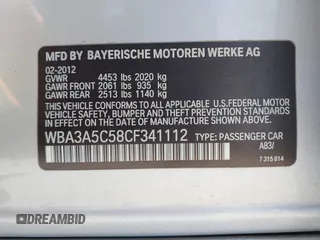 MFD BY BAYERISCHE MOTOREN WERKE AG
02-2012
GVWR 4453 lbs 2020 kg
GAWR FRONT 2061 lbs 935 kg
GAWR REAR 2513 lbs 1140 kg
THIS VEHICLE CONFORMS TO ALL APPLICABLE U.S. FEDERAL MOTOR
VEHICLE SAFETY, BUMPER, AND THEFT PREVENTION STANDARDS IN
EFFECT ON THE DATE OF MANUFACTURE SHOWN ABOVE.
WBA3A5C58CF341112 TYPE: PASSENGER CAR
A83/
7 315 814
DREAMBID
DREAMBID